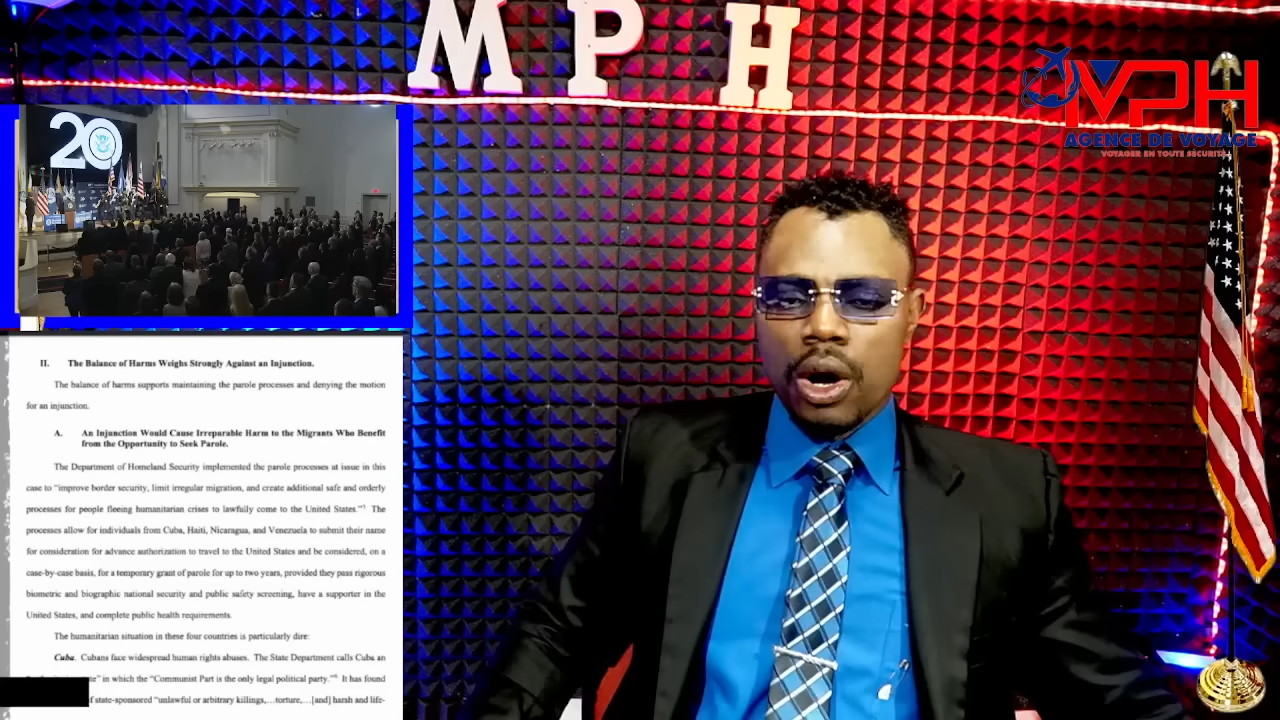 M P H
20
MPH
AGENCE DE VOYAGE
VOYAGER EN TOUTE SÉCURITÉ
II. The Balance of Harms Weighs Strongly Against an Injunction.
The balance of harms supports maintaining the parole processes and denying the motion
for an injunction.
A. An Injunction Would Cause Irreparable Harm to the Migrants Who Benefit
from the Opportunity to Seek Parole.
The Department of Homeland Security implemented the parole processes at issue in this
case to “improve border security, limit irregular migration, and create additional safe and orderly
processes for people fleeing humanitarian crises to lawfully come to the United States.”⁵ The
processes allow for individuals from Cuba, Haiti, Nicaragua, and Venezuela to submit their name
for consideration for advance authorization to travel to the United States and be considered, on a
case-by-case basis, for a temporary grant of parole for up to two years, provided they pass rigorous
biometric and biographic national security and public safety screening, have a supporter in the
United States, and complete public health requirements.
The humanitarian situation in these four countries is particularly dire:
Cuba. Cubans face widespread human rights abuses. The State Department calls Cuba an
in which the “Communist Part is the only legal political party.”⁶ It has found
of state-sponsored “unlawful or arbitrary killings,…torture,…[and] harsh and life-